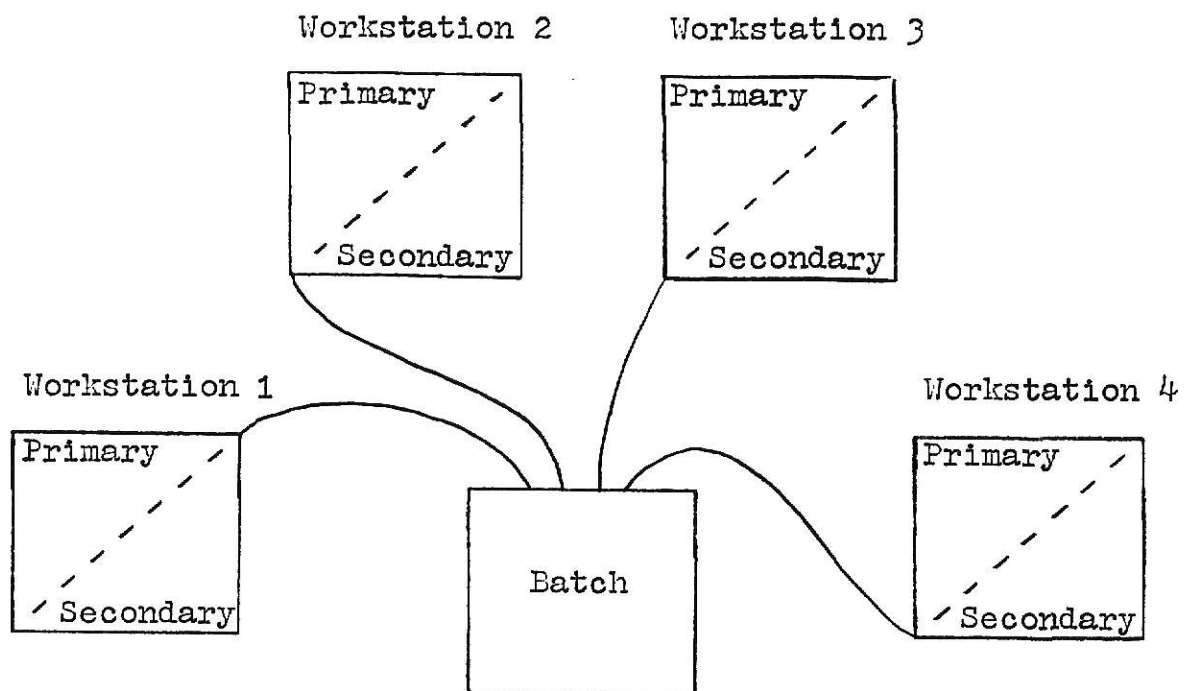 Workstation 2
Workstation 3
Primary
Secondary
Primary
Secondary
Workstation 1
Workstation 4
Primary
Secondary
Primary
Secondary
Batch